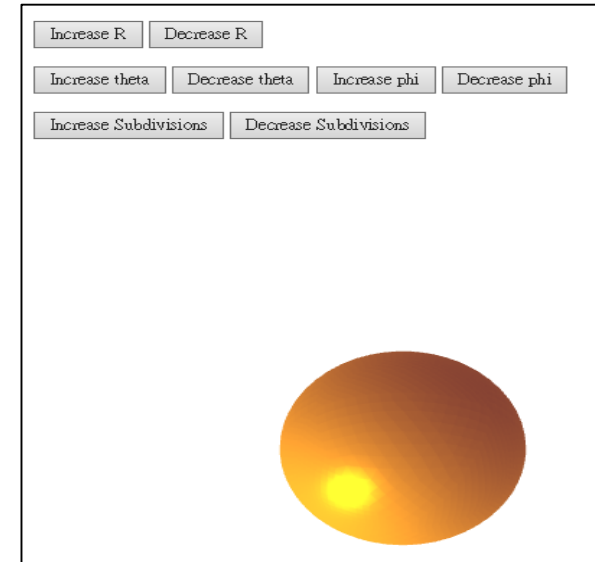 Increase R Decrease R
Increase theta Decrease theta Increase phi Decrease phi
Increase Subdivisions Decrease Subdivisions